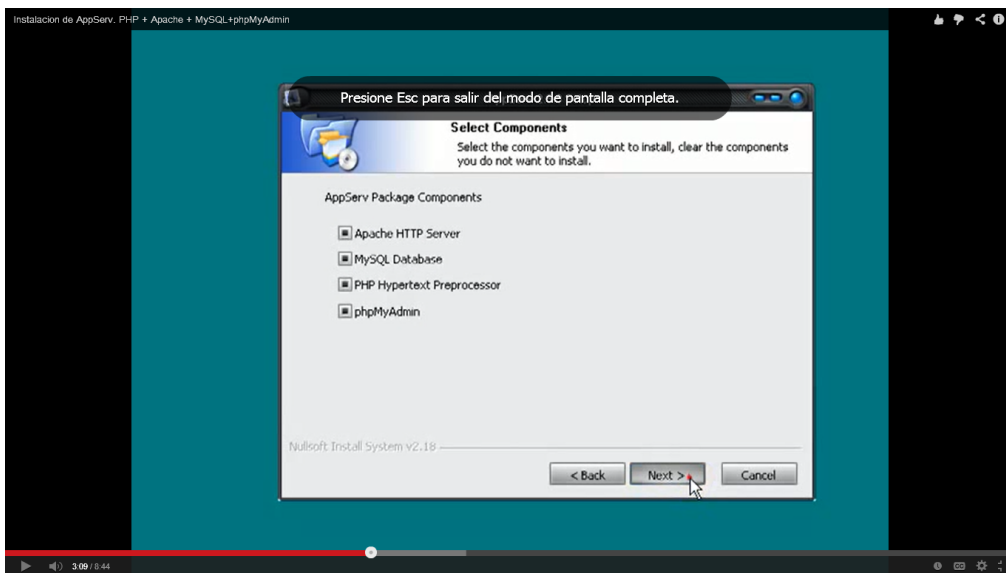 Instalacion de AppServ. PHP + Apache + MySQL+phpMyAdmin
Presione Esc para salir del modo de pantalla completa.
Select Components
Select the components you want to install, clear the components
you do not want to install.
AppServ Package Components
Apache HTTP Server
MySQL Database
PHP Hypertext Preprocessor
phpMyAdmin
Nullsoft Install System v2.18
< Back
Next >
Cancel
3:09 / 8:44
CC